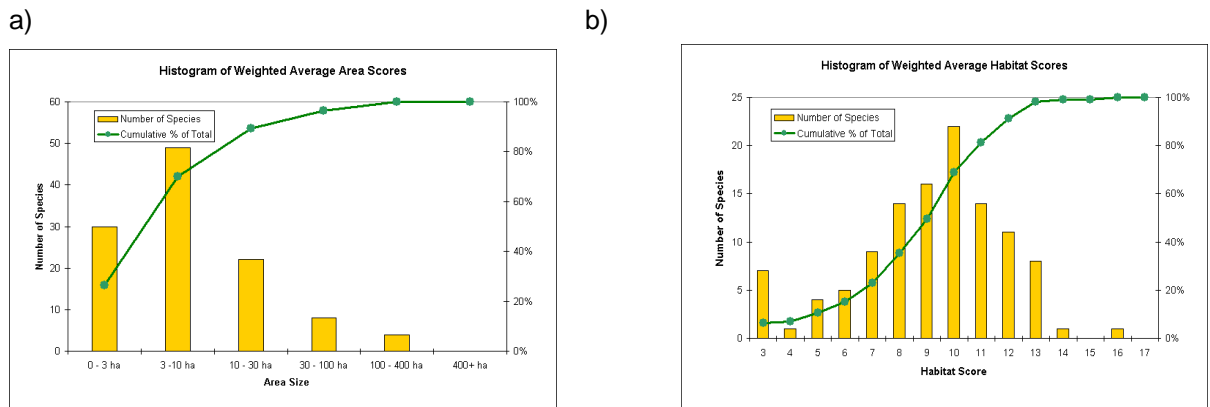 a)
Histogram of Weighted Average Area Scores
Number of Species
Cumulative % of Total
60
50
40
30
20
10
0
Number of Species
100%
80%
60%
40%
20%
0%
0 - 3 ha 3 -10 ha 10 - 30 ha 30 - 100 ha 100 - 400 ha 400+ ha
Area Size
b)
Histogram of Weighted Average Habitat Scores
Number of Species
Cumulative % of Total
25
20
15
10
5
0
Number of Species
100%
80%
60%
40%
20%
0%
3 4 5 6 7 8 9 10 11 12 13 14 15 16 17
Habitat Score